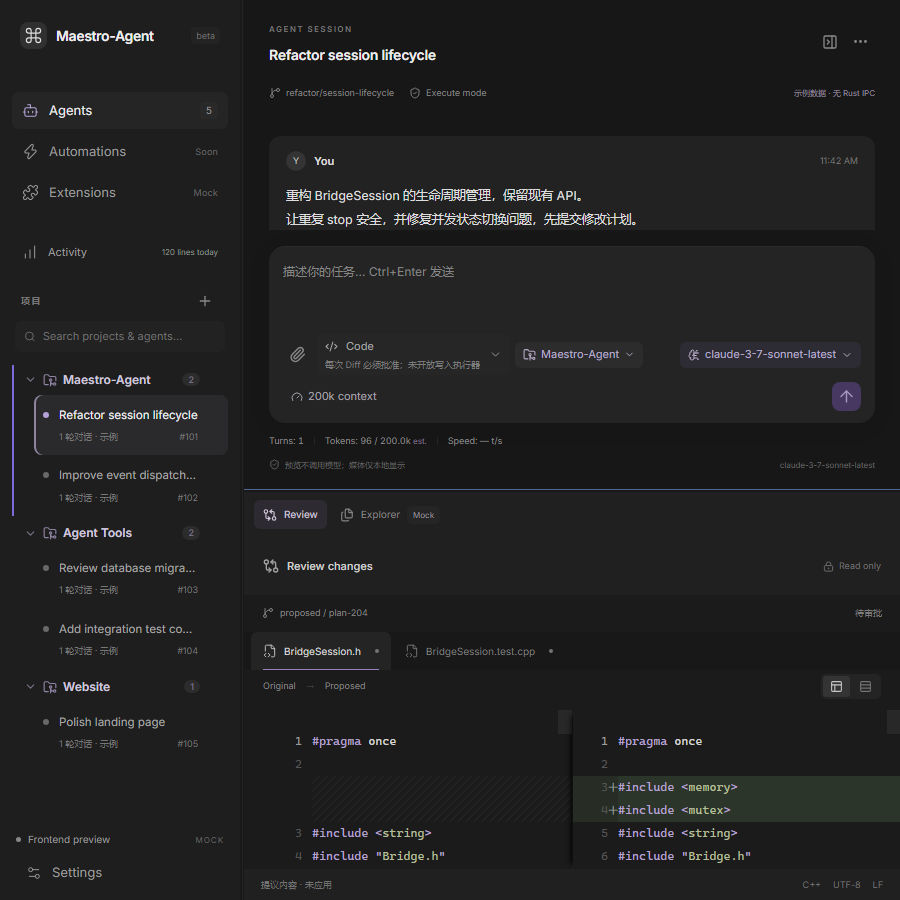 Maestro-Agent beta
Agents 5
Automations Soon
Extensions Mock
Activity 120 lines today
项目
Search projects & agents...
Maestro-Agent 2
Refactor session lifecycle
1 轮对话 · 示例 #101
Improve event dispatch...
1 轮对话 · 示例 #102
Agent Tools 2
Review database migra...
1 轮对话 · 示例 #103
Add integration test co...
1 轮对话 · 示例 #104
Website 1
Polish landing page
1 轮对话 · 示例 #105
Frontend preview MOCK
Settings
AGENT SESSION
Refactor session lifecycle
refactor/session-lifecycle Execute mode 示例数据 · 无 Rust IPC
Y You 11:42 AM
重构 BridgeSession 的生命周期管理，保留现有 API。
让重复 stop 安全，并修复并发状态切换问题，先提交修改计划。
描述你的任务... Ctrl+Enter 发送
Code
每次 Diff 必须批准；未开放写入执行器
Maestro-Agent claude-3-7-sonnet-latest
200k context
Turns: 1 Tokens: 96 / 200.0k est. Speed: — t/s
预览不调用模型；媒体仅本地显示 claude-3-7-sonnet-latest
Review Explorer Mock
Review changes Read only
proposed / plan-204 待审批
BridgeSession.h BridgeSession.test.cpp
Original → Proposed
1 #pragma once
2
3 #include <string>
4 #include "Bridge.h"
1 #pragma once
2
3+#include <memory>
4+#include <mutex>
5 #include <string>
6 #include "Bridge.h"
提议内容 · 未应用 C++ UTF-8 LF